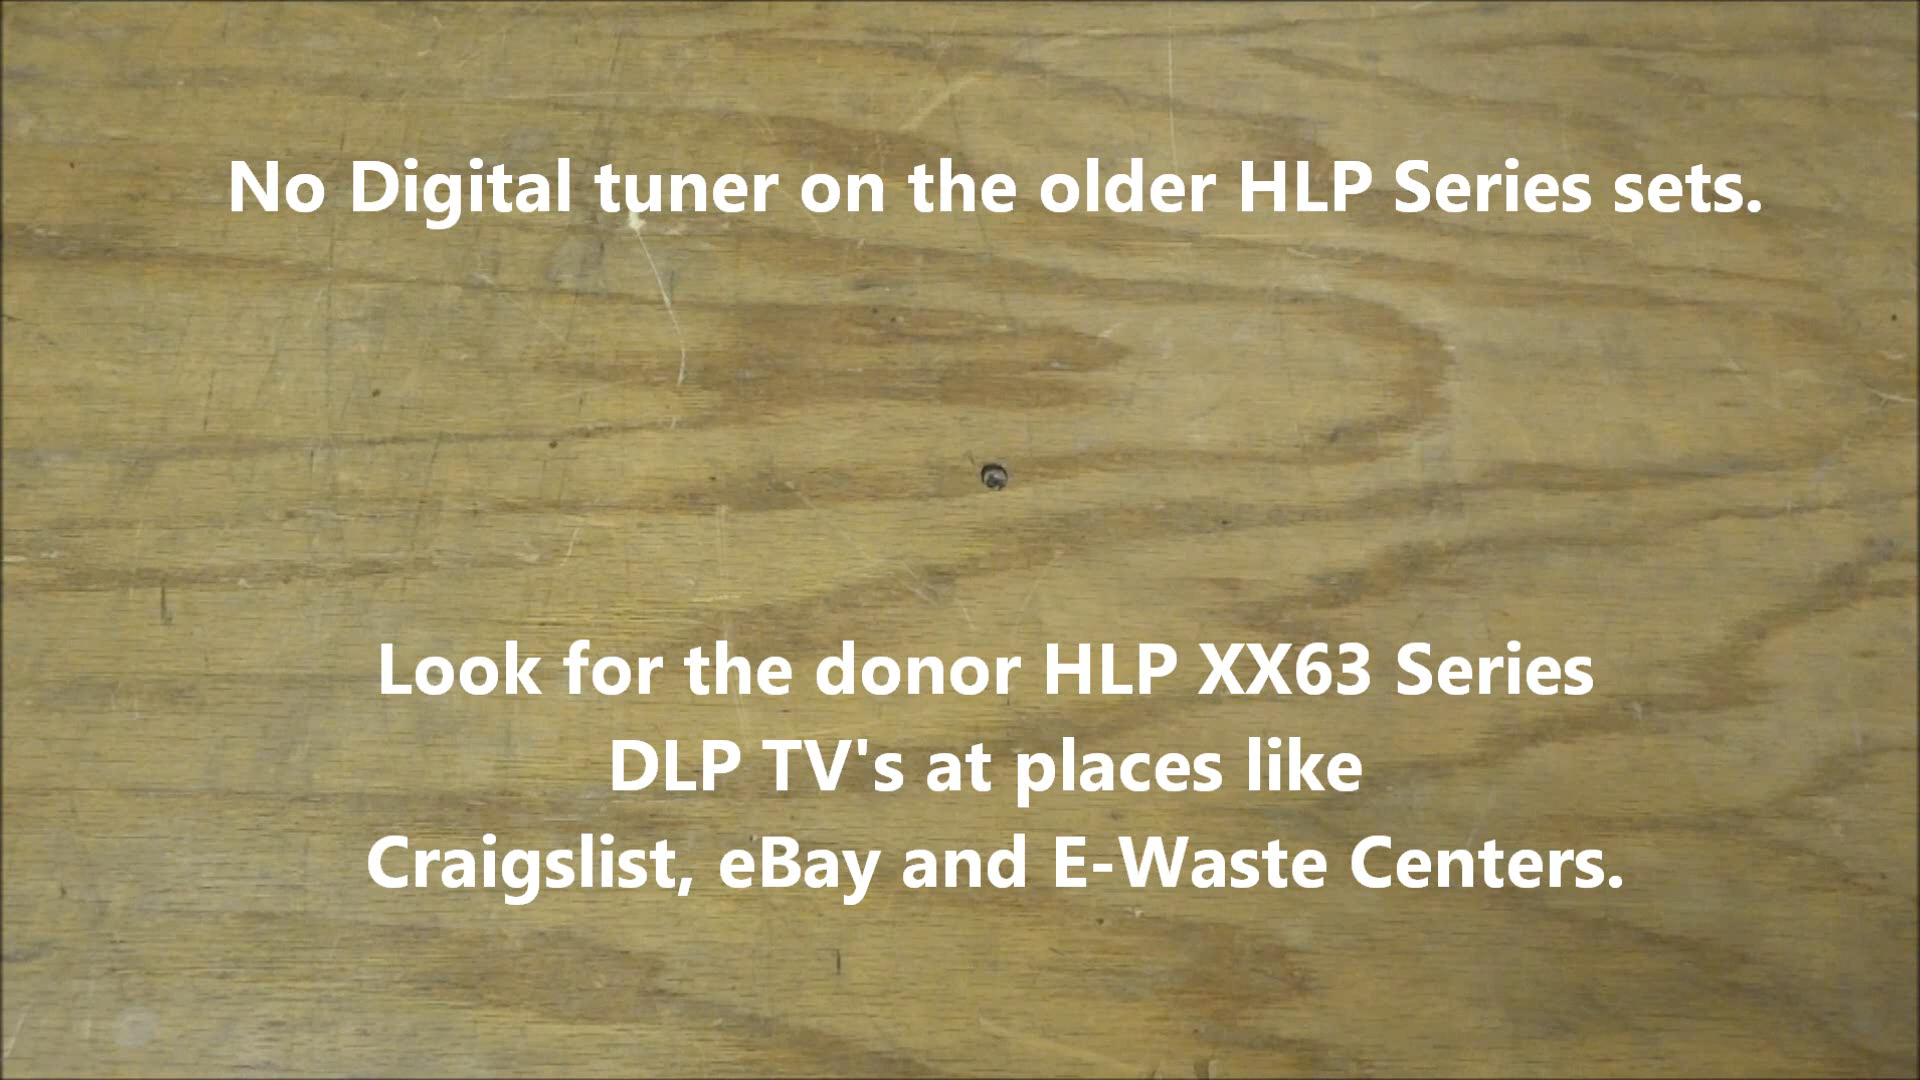 No Digital tuner on the older HLP Series sets.
Look for the donor HLP XX63 Series
DLP TV's at places like
Craigslist, eBay and E-Waste Centers.